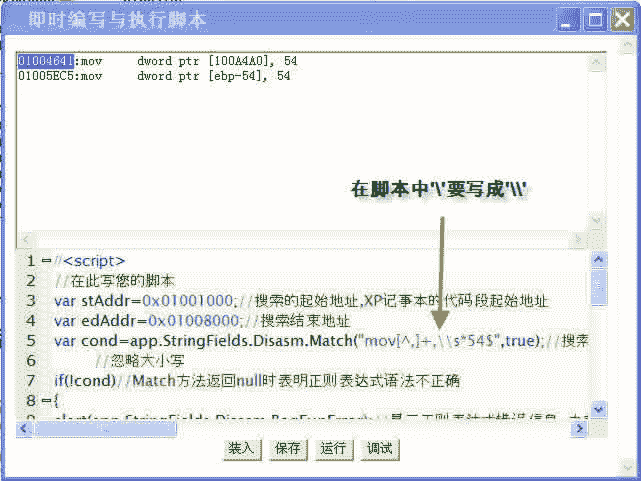 即时编写与执行脚本
01004641:mov dword ptr [100A4A0], 54
01005EC5:mov dword ptr [ebp-54], 54
在脚本中'\'要写成'\\'
1 //<script>
2 //在此写您的脚本
3 var stAddr=0x01001000;//搜索的起始地址,XP记事本的代码段起始地址
4 var edAddr=0x01008000;//搜索结束地址
5 var cond=app.StringFields.Disasm.Match("mov[^,]+,\\s*54$",true);//搜索
6 //忽略大小写
7 if(!cond)//Match方法返回null时表明正则表达式语法不正确
8 {
9
装入 保存 运行 调试